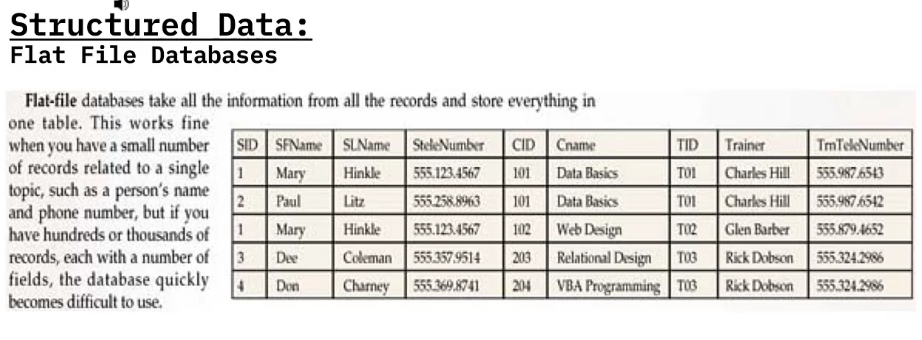 Structured Data:
Flat File Databases
Flat-file databases take all the information from all the records and store everything in
one table. This works fine
when you have a small number
of records related to a single
topic, such as a person's name
and phone number, but if you
have hundreds or thousands of
records, each with a number of
fields, the database quickly
becomes difficult to use.
SID SFName SLName SteleNumber CID Cname TID Trainer TrnTeleNumber
1 Mary Hinkle 555.123.4567 101 Data Basics T01 Charles Hill 555.987.6543
2 Paul Litz 555.258.8963 101 Data Basics T01 Charles Hill 555.987.6542
1 Mary Hinkle 555.123.4567 102 Web Design T02 Glen Barber 555.879.4652
3 Dee Coleman 555.357.9514 203 Relational Design T03 Rick Dobson 555.324.2986
4 Don Charney 555.369.8741 204 VBA Programming T03 Rick Dobson 555.324.2986